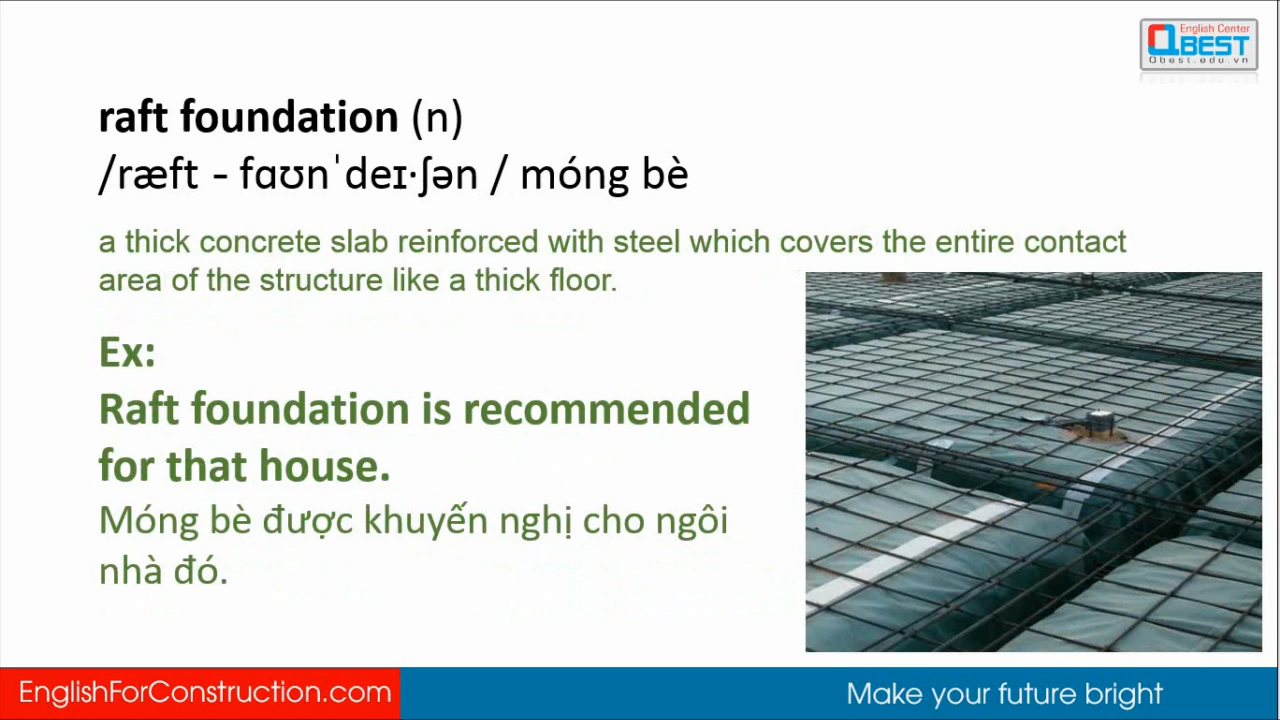 English Center
QBEST
Qbest.edu.vn
raft foundation (n)
/ræft - fɑʊnˈdeɪ·ʃən / móng bè
a thick concrete slab reinforced with steel which covers the entire contact
area of the structure like a thick floor.
Ex:
Raft foundation is recommended
for that house.
Móng bè được khuyến nghị cho ngôi
nhà đó.
EnglishForConstruction.com
Make your future bright